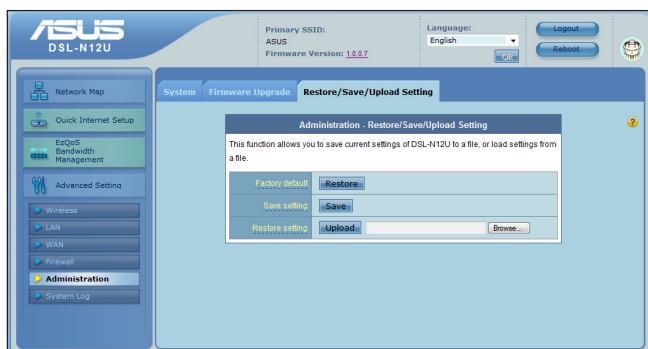 ASUS
DSL-N12U
Primary SSID:
ASUS
Firmware Version: 1.0.0.7
Language:
English
OK
Logout
Reboot
Network Map
Quick Internet Setup
EzQoS
Bandwidth
Management
Advanced Setting
Wireless
LAN
WAN
Firewall
Administration
System Log
System
Firmware Upgrade
Restore/Save/Upload Setting
Administration - Restore/Save/Upload Setting
This function allows you to save current settings of DSL-N12U to a file, or load settings from
a file.
Factory default
Restore
Save setting
Save
Restore setting
Upload
Browse...